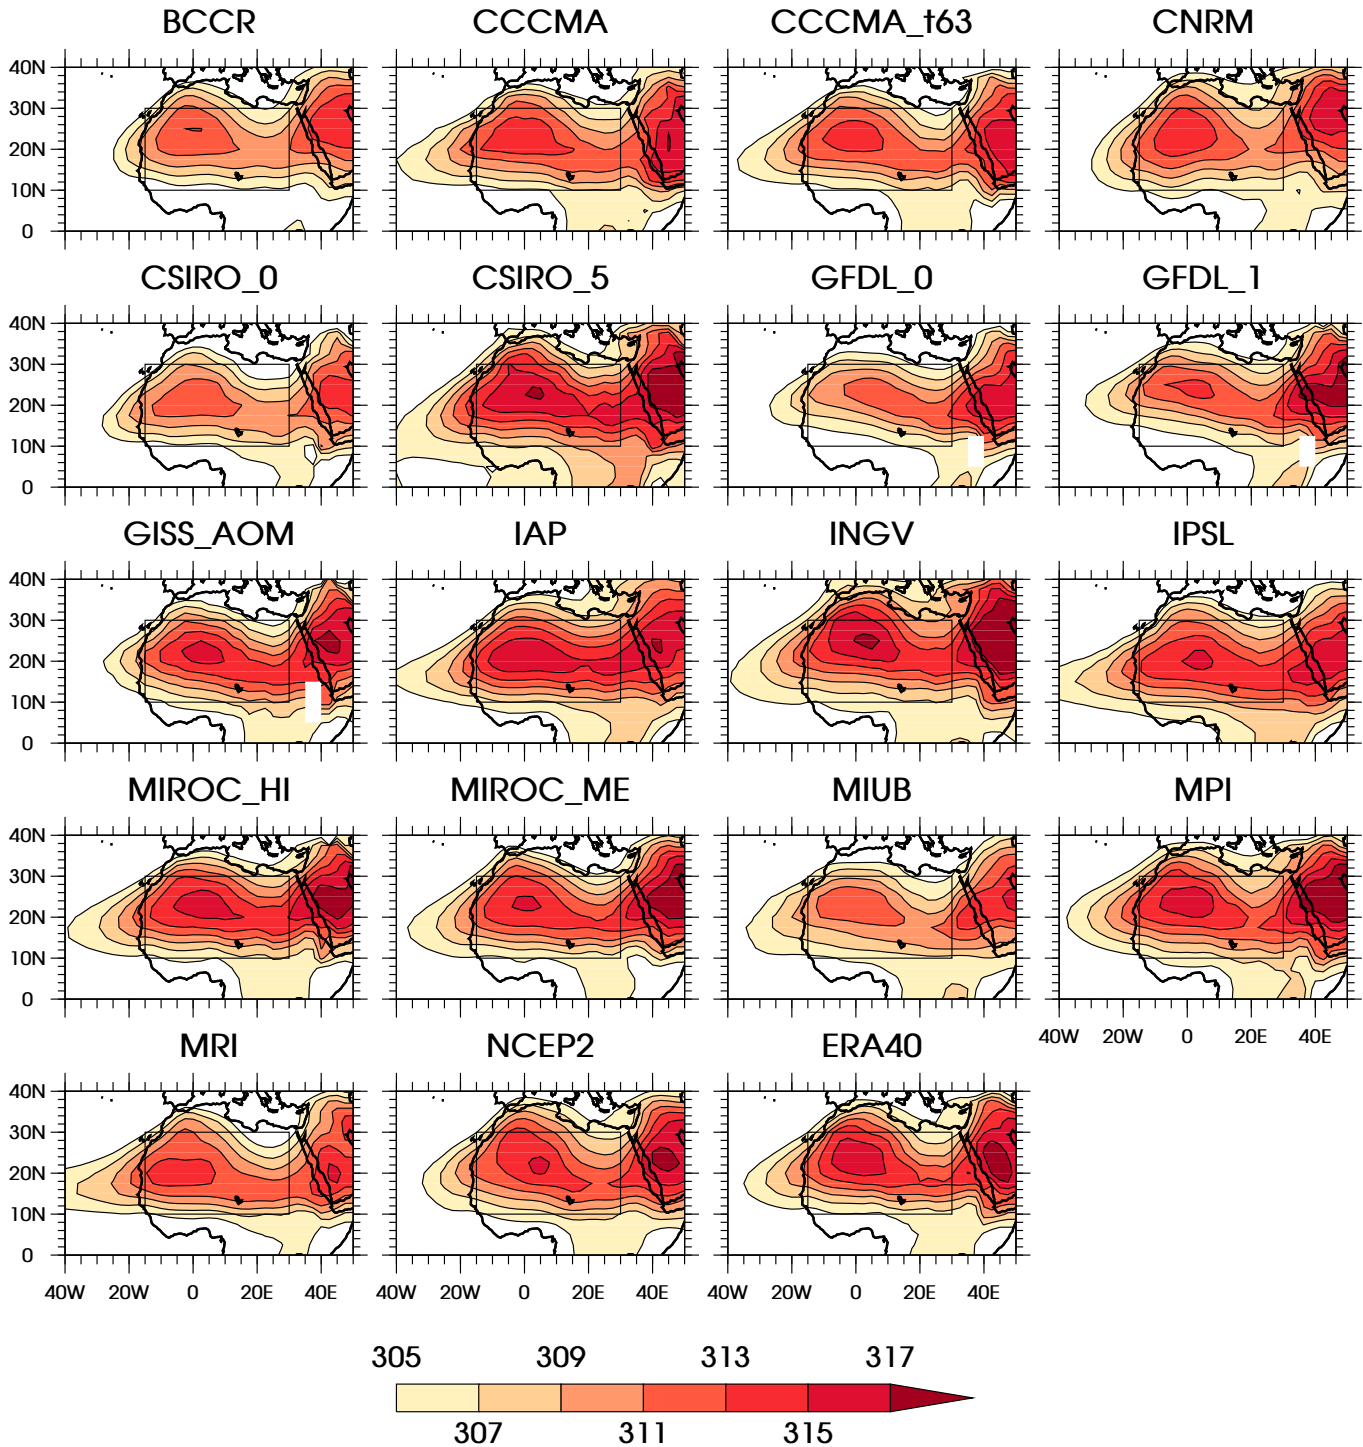 BCCR CCCMA CCCMA_t63 CNRM
40N
30N
20N
10N
0
CSIRO_0 CSIRO_5 GFDL_0 GFDL_1
40N
30N
20N
10N
0
GISS_AOM IAP INGV IPSL
40N
30N
20N
10N
0
MIROC_HI MIROC_ME MIUB MPI
40N
30N
20N
10N
0
40W 20W 0 20E 40E
MRI NCEP2 ERA40
40N
30N
20N
10N
0
40W 20W 0 20E 40E 40W 20W 0 20E 40E 40W 20W 0 20E 40E
305 309 313 317
307 311 315